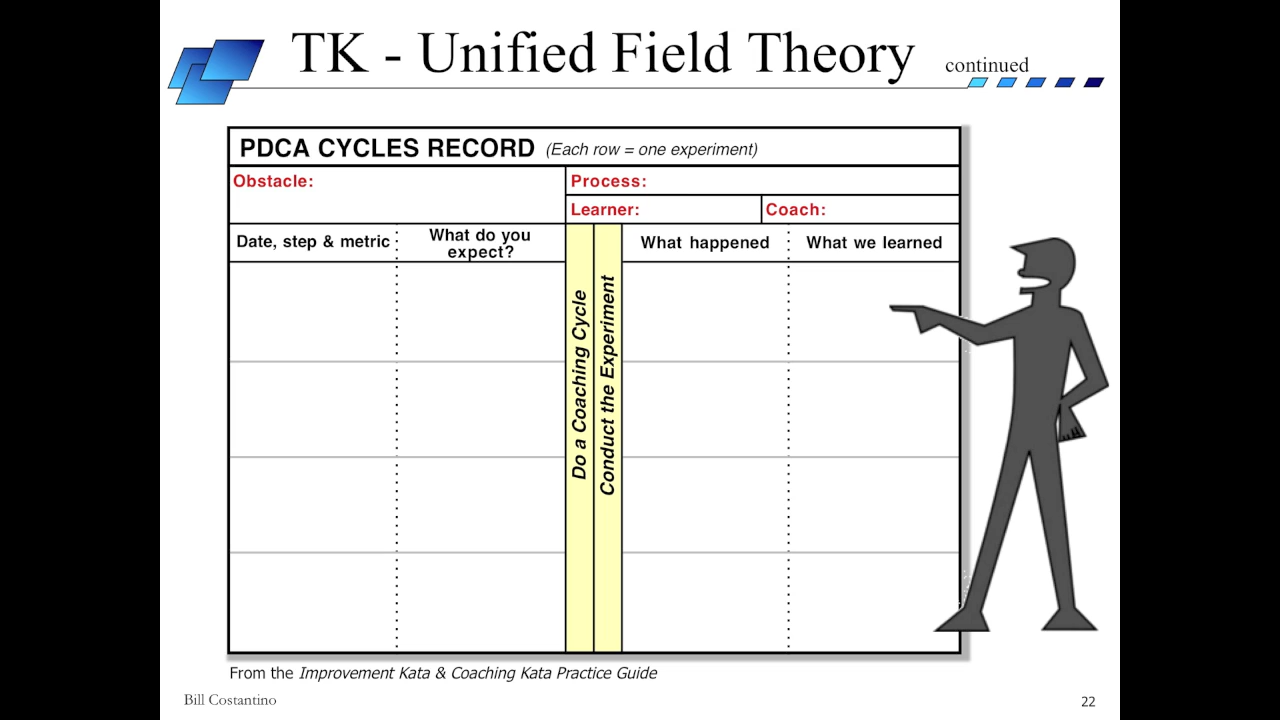 TK - Unified Field Theory continued
PDCA CYCLES RECORD (Each row = one experiment)
Obstacle:
Process:
Learner:
Coach:
Date, step & metric
What do you
expect?
Do a Coaching Cycle
Conduct the Experiment
What happened
What we learned
From the Improvement Kata & Coaching Kata Practice Guide
Bill Costantino
22